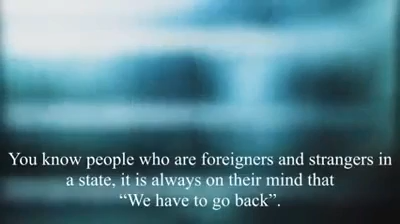 You know people who are foreigners and strangers in
a state, it is always on their mind that
“We have to go back”.